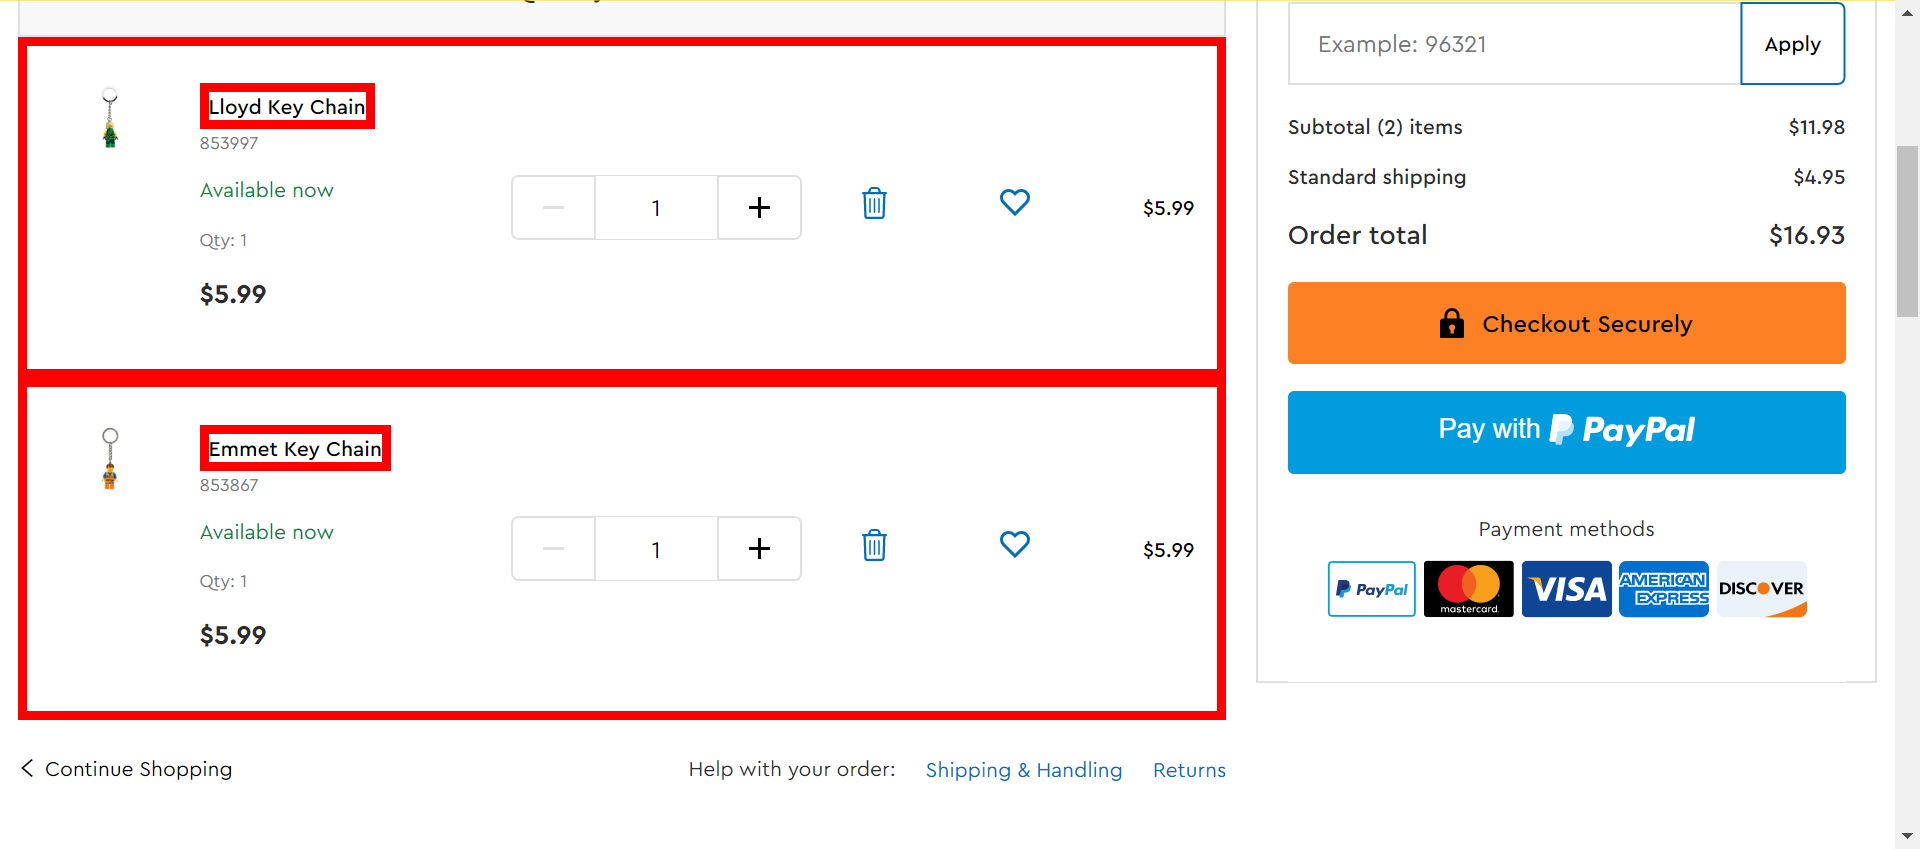 Lloyd Key Chain
853997
Available now
Qty: 1
$5.99
1
$5.99
Emmet Key Chain
853867
Available now
Qty: 1
$5.99
1
$5.99
Continue Shopping
Help with your order: Shipping & Handling Returns
Example: 96321
Apply
Subtotal (2) items $11.98
Standard shipping $4.95
Order total $16.93
Checkout Securely
Pay with PayPal
Payment methods
PayPal
mastercard.
VISA
AMERICAN
EXPRESS
DISCOVER